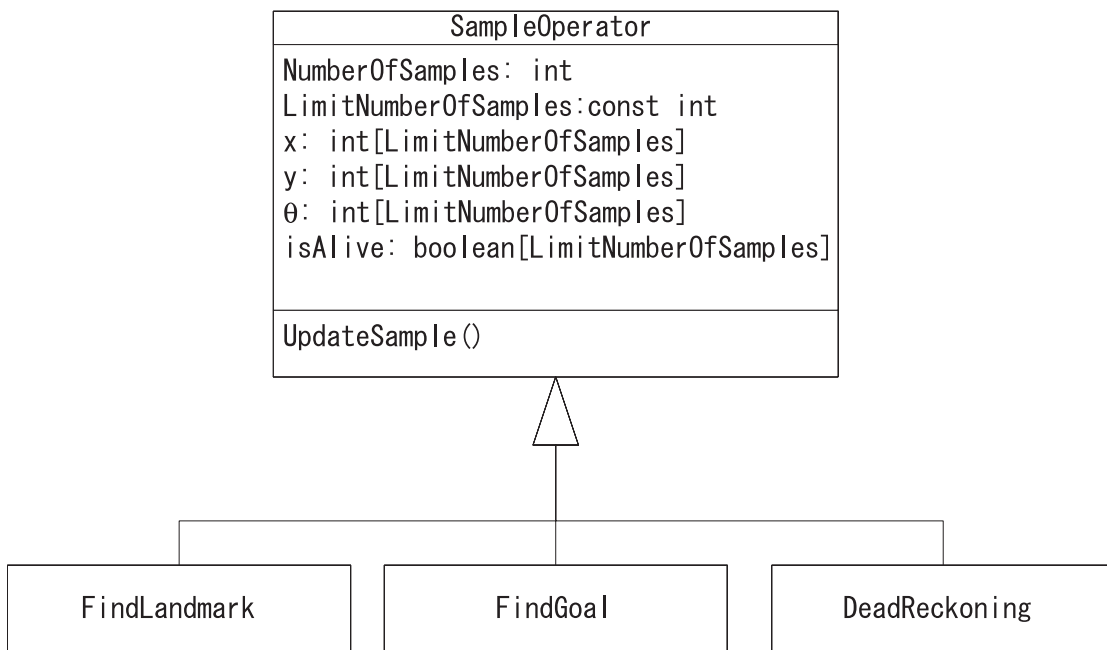 SampleOperator
NumberOfSamples: int
LimitNumberOfSamples:const int
x: int[LimitNumberOfSamples]
y: int[LimitNumberOfSamples]
θ: int[LimitNumberOfSamples]
isAlive: boolean[LimitNumberOfSamples]
UpdateSample()
FindLandmark
FindGoal
DeadReckoning